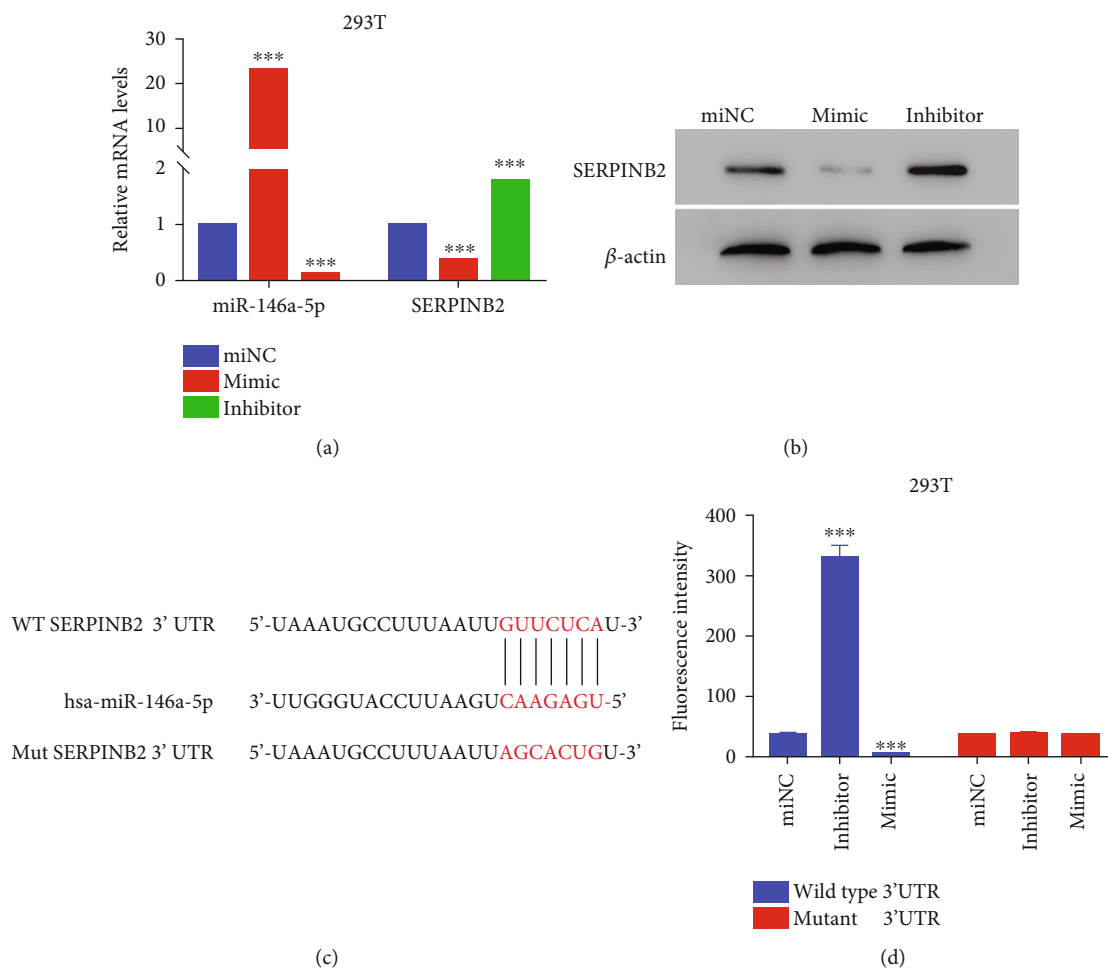 293T
Relative mRNA levels
30
20
10
2
1
0
***
***
***
***
miR-146a-5p
SERPINB2
miNC
Mimic
Inhibitor
(a)
miNC Mimic Inhibitor
SERPINB2
β-actin
(b)
WT SERPINB2 3’ UTR 5’-UAAAUGCCUUUAAUUGUUCUCAU-3’
hsa-miR-146a-5p 3’-UUGGGUACCUUAAGUCAAGAGU-5’
Mut SERPINB2 3’ UTR 5’-UAAAUGCCUUUAAUUAGCACUGU-3’
(c)
293T
Fluorescence intensity
400
300
200
100
0
***
***
miNC
Inhibitor
Mimic
miNC
Inhibitor
Mimic
Wild type 3’UTR
Mutant 3’UTR
(d)